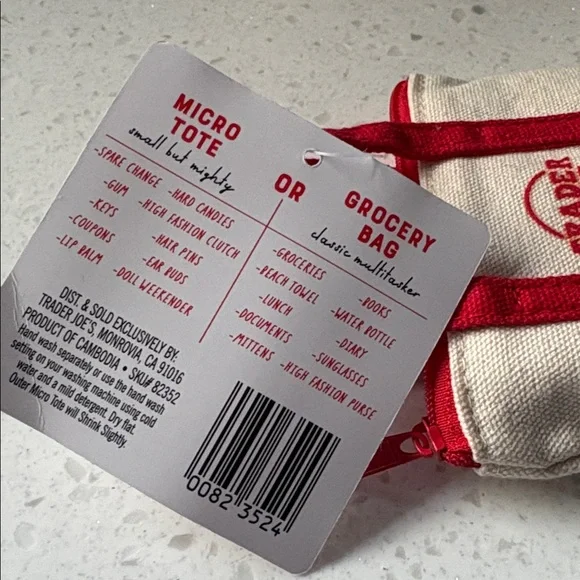 MICRO
TOTE
small but mighty
-SPARE CHANGE
-GUM
-KEYS
-COUPONS
-LIP BALM
-HARD CANDIES
-HIGH FASHION CLUTCH
-HAIR PINS
-EAR BUDS
-DOLL WEEKENDER
OR
GROCERY
BAG
classic multitasker
-GROCERIES
-BEACH TOWEL
-LUNCH
-DOCUMENTS
-MITTENS
-BOOKS
-WATER BOTTLE
-DIARY
-SUNGLASSES
-HIGH FASHION PURSE
DIST. & SOLD EXCLUSIVELY BY:
TRADER JOE'S, MONROVIA, CA 91016
PRODUCT OF CAMBODIA • SKU# 82352
Hand wash separately or use the hand wash
setting on your washing machine using cold
water and a mild detergent. Dry flat.
Outer Micro Tote will Shrink Slightly.
0082 3524
TRADER